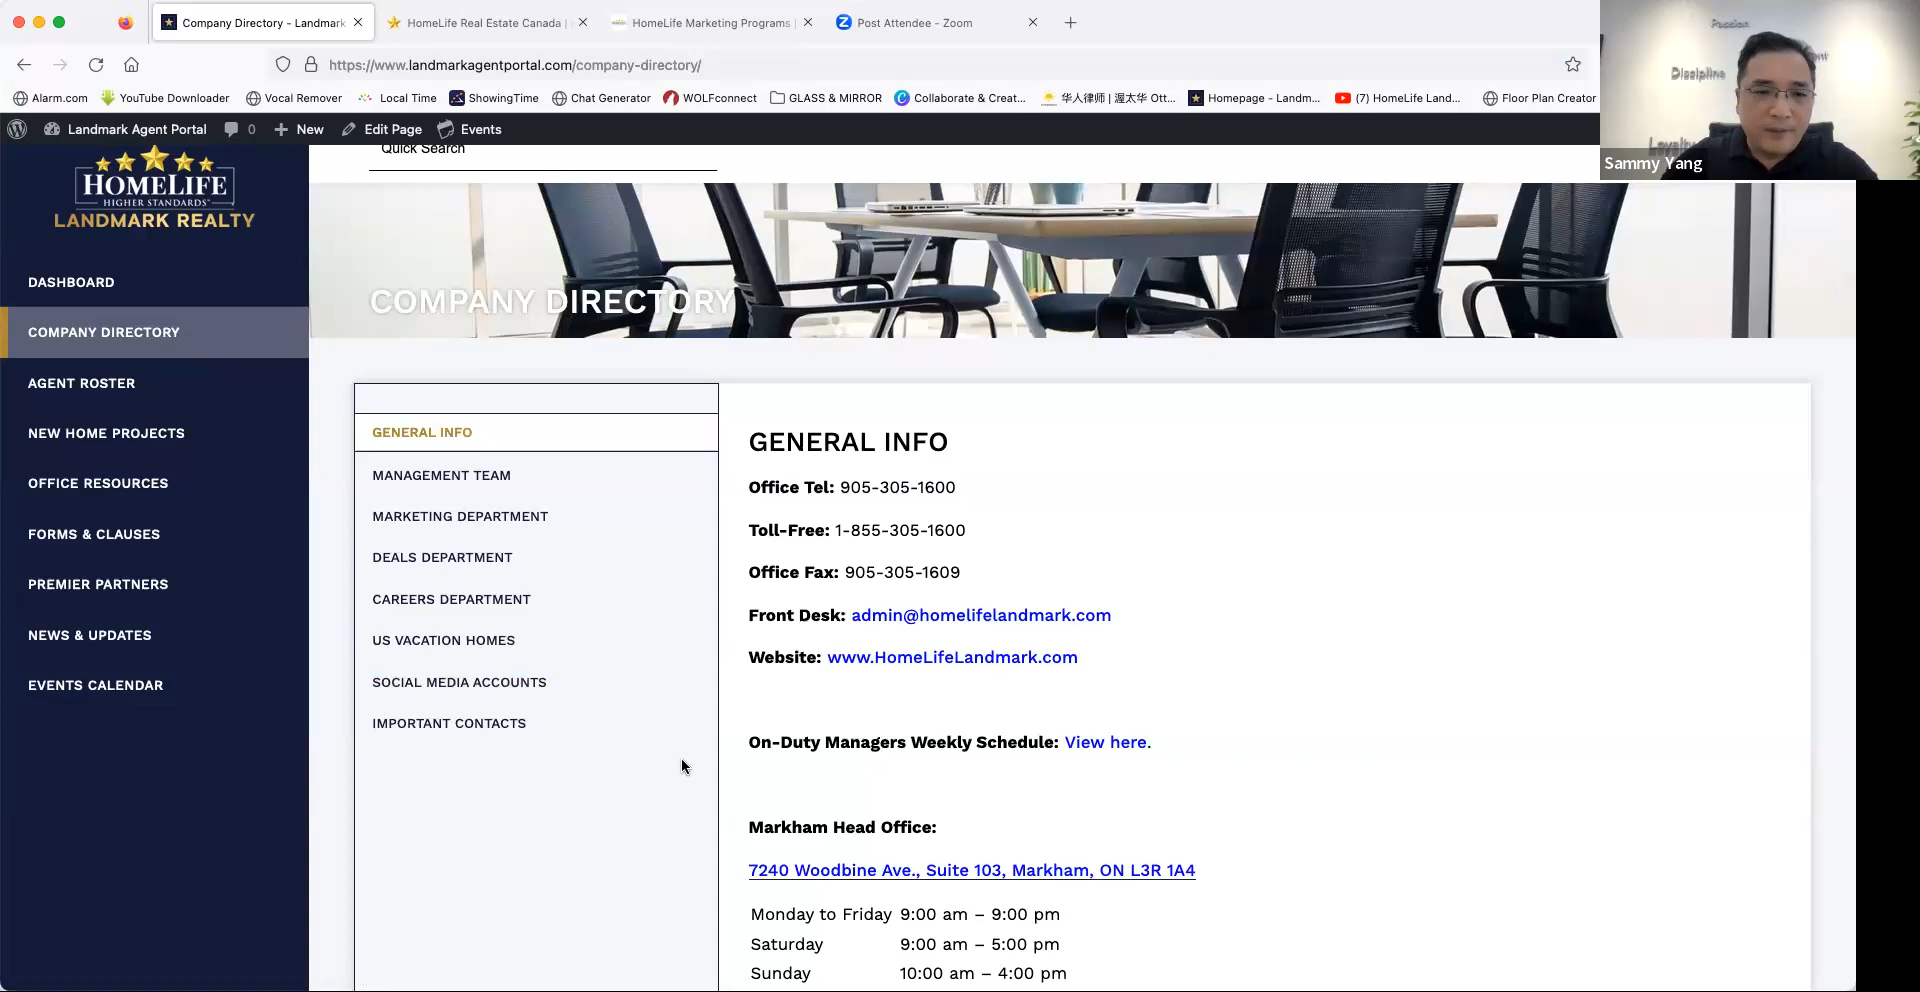 Company Directory - Landmark
HomeLife Real Estate Canada |
HomeLife Marketing Programs |
Post Attendee - Zoom
https://www.landmarkagentportal.com/company-directory/
Alarm.com
YouTube Downloader
Vocal Remover
Local Time
ShowingTime
Chat Generator
WOLFconnect
GLASS & MIRROR
Collaborate & Creat...
华人律师 | 渥太华 Ott...
Homepage - Landm...
(7) HomeLife Land...
Floor Plan Creator
Landmark Agent Portal
0
New
Edit Page
Events
Passion
Discipline
Sammy Yang
HOMELIFE
HIGHER STANDARDS
LANDMARK REALTY
DASHBOARD
COMPANY DIRECTORY
AGENT ROSTER
NEW HOME PROJECTS
OFFICE RESOURCES
FORMS & CLAUSES
PREMIER PARTNERS
NEWS & UPDATES
EVENTS CALENDAR
Quick Search
COMPANY DIRECTORY
GENERAL INFO
MANAGEMENT TEAM
MARKETING DEPARTMENT
DEALS DEPARTMENT
CAREERS DEPARTMENT
US VACATION HOMES
SOCIAL MEDIA ACCOUNTS
IMPORTANT CONTACTS
GENERAL INFO
Office Tel: 905-305-1600
Toll-Free: 1-855-305-1600
Office Fax: 905-305-1609
Front Desk: admin@homelifelandmark.com
Website: www.HomeLifeLandmark.com
On-Duty Managers Weekly Schedule: View here.
Markham Head Office:
7240 Woodbine Ave., Suite 103, Markham, ON L3R 1A4
Monday to Friday 9:00 am – 9:00 pm
Saturday 9:00 am – 5:00 pm
Sunday 10:00 am – 4:00 pm